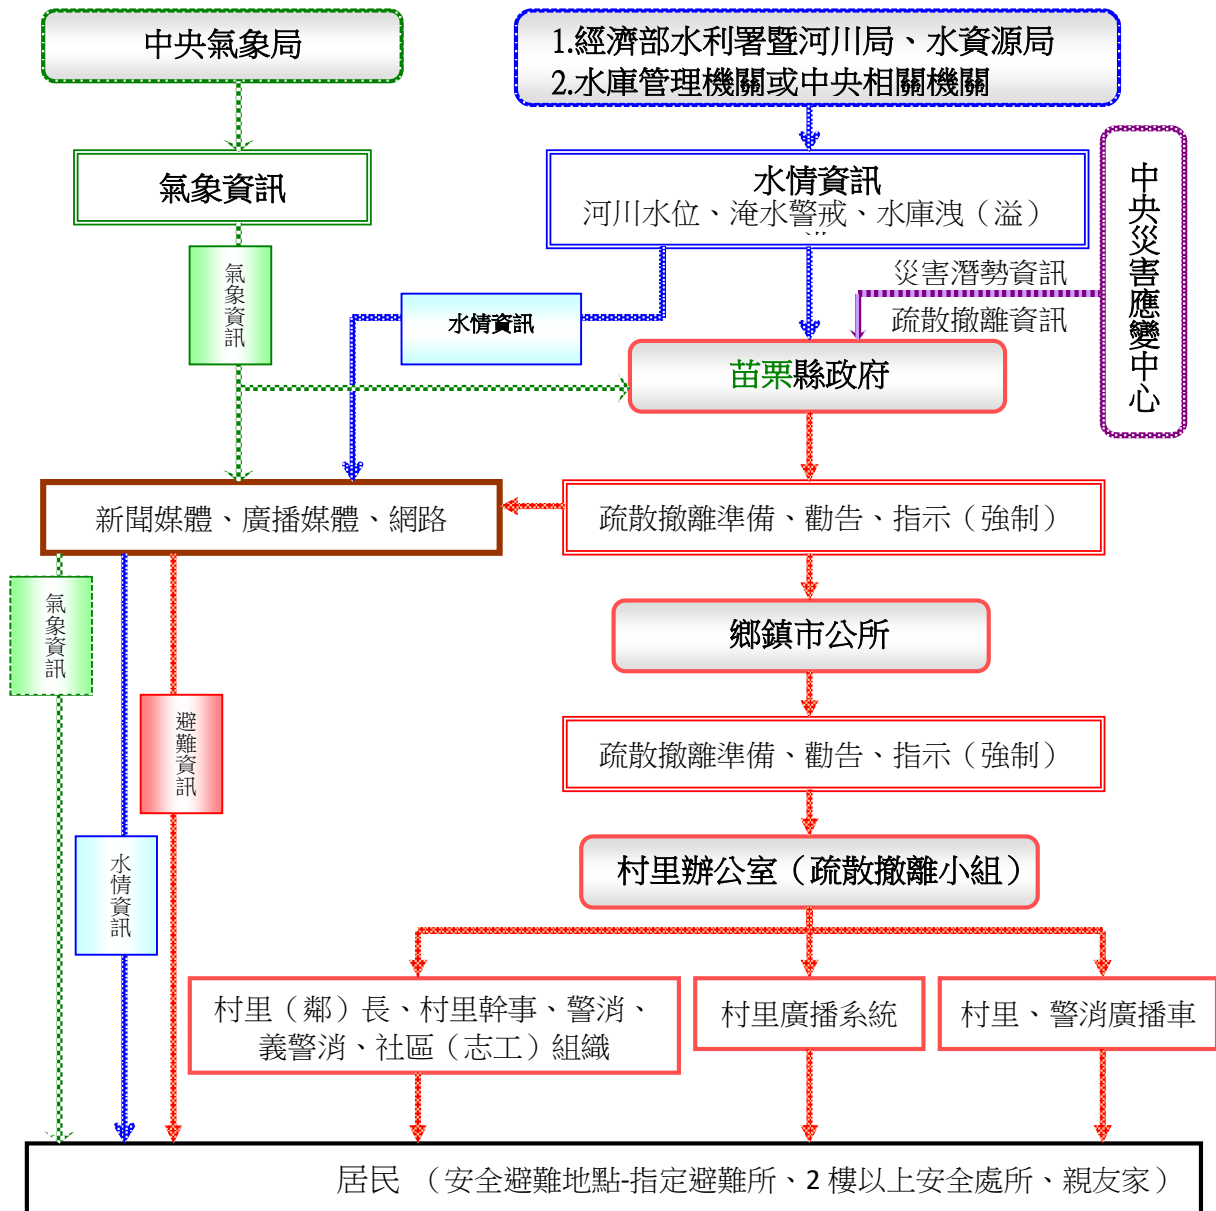 中央氣象局
1.經濟部水利署暨河川局、水資源局
2.水庫管理機關或中央相關機關
氣象資訊
水情資訊
河川水位、淹水警戒、水庫洩（溢）
中央災害應變中心
氣象資訊
水情資訊
災害潛勢資訊
疏散撤離資訊
苗栗縣政府
新聞媒體、廣播媒體、網路
疏散撤離準備、勸告、指示（強制）
氣象資訊
鄉鎮市公所
避難資訊
疏散撤離準備、勸告、指示（強制）
水情資訊
村里辦公室（疏散撤離小組）
村里（鄰）長、村里幹事、警消、
義警消、社區（志工）組織
村里廣播系統
村里、警消廣播車
居民 （安全避難地點-指定避難所、2 樓以上安全處所、親友家）